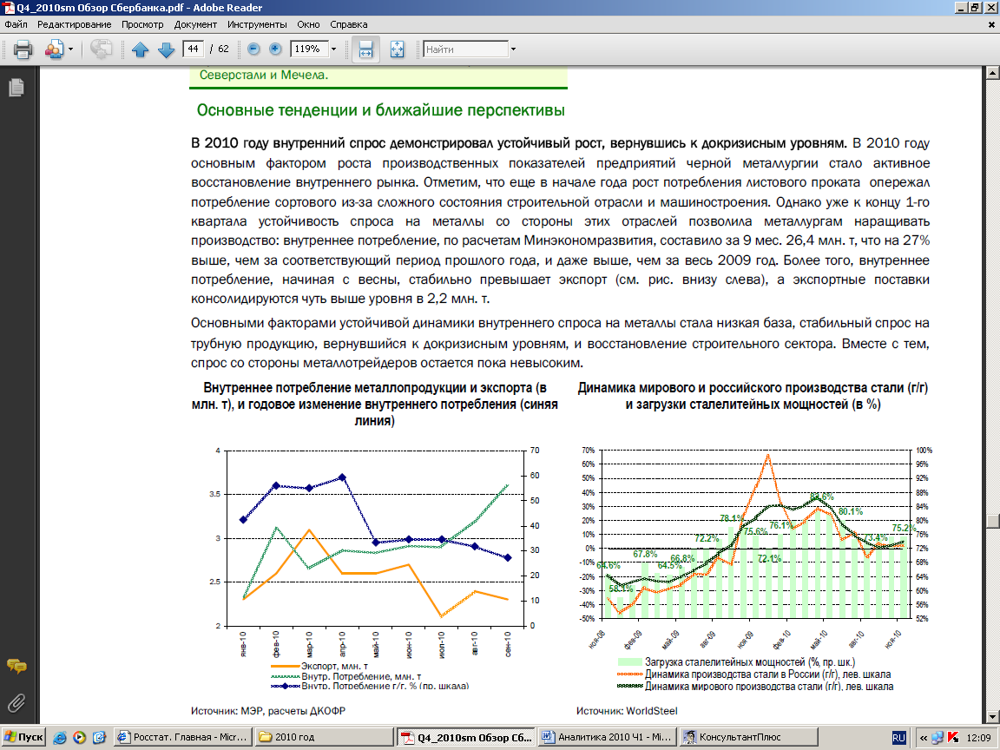 Q4_2010sm Обзор Сбербанка.pdf - Adobe Reader
Файл Редактирование Просмотр Документ Инструменты Окно Справка
44 / 62 119% Найти
Северстали и Мечела.
Основные тенденции и ближайшие перспективы
В 2010 году внутренний спрос демонстрировал устойчивый рост, вернувшись к докризисным уровням. В 2010 году
основным фактором роста производственных показателей предприятий черной металлургии стало активное
восстановление внутреннего рынка. Отметим, что еще в начале года рост потребления листового проката опережал
потребление сортового из-за сложного состояния строительной отрасли и машиностроения. Однако уже к концу 1-го
квартала устойчивость спроса на металлы со стороны этих отраслей позволила металлургам наращивать
производство: внутреннее потребление, по расчетам Минэкономразвития, составило за 9 мес. 26,4 млн. т, что на 27%
выше, чем за соответствующий период прошлого года, и даже выше, чем за весь 2009 год. Более того, внутреннее
потребление, начиная с весны, стабильно превышает экспорт (см. рис. внизу слева), а экспортные поставки
консолидируются чуть выше уровня в 2,2 млн. т.
Основными факторами устойчивой динамики внутреннего спроса на металлы стала низкая база, стабильный спрос на
трубную продукцию, вернувшийся к докризисным уровням, и восстановление строительного сектора. Вместе с тем,
спрос со стороны металлотрейдеров остается пока невысоким.
Внутреннее потребление металлопродукции и экспорта (в
млн. т), и годовое изменение внутреннего потребления (синяя
линия)
4 70
60
3.5 50
40
3 30
2.5 20
10
2 0
янв-10 фев-10 мар-10 апр-10 май-10 июн-10 июл-10 авг-10 сен-10
Экспорт, млн. т
Внутр. Потребление, млн. т
Внутр. Потребление г/г. % (пр. шкала)
Источник: МЭР, расчеты ДКОФР
Динамика мирового и российского производства стали (г/г)
и загрузки сталелитейных мощностей (в %)
70% 100%
60% 96%
50% 92%
40% 88%
30% 84%
20% 80%
10% 76%
0% 72%
-10% 68%
-20% 64%
-30% 60%
-40% 56%
-50% 52%
64.6% 58.1% 67.8% 64.5% 66.8% 72.2% 78.1% 75.6% 72.1% 76.1% 83.6% 80.1% 73.4% 75.2%
ноя-08 фев-09 май-09 авг-09 ноя-09 фев-10 май-10 авг-10 ноя-10
Загрузка сталелитейных мощностей (%, пр. шк.)
Динамика производства стали в России (г/г), лев. шкала
Динамика мирового производства стали (г/г), лев. шкала
Источник: WorldSteel
Пуск Росстат. Главная - Micr... 2010 год Q4_2010sm Обзор Сб... Аналитика 2010 Ч1 - Mi... КонсультантПлюс RU « 12:09